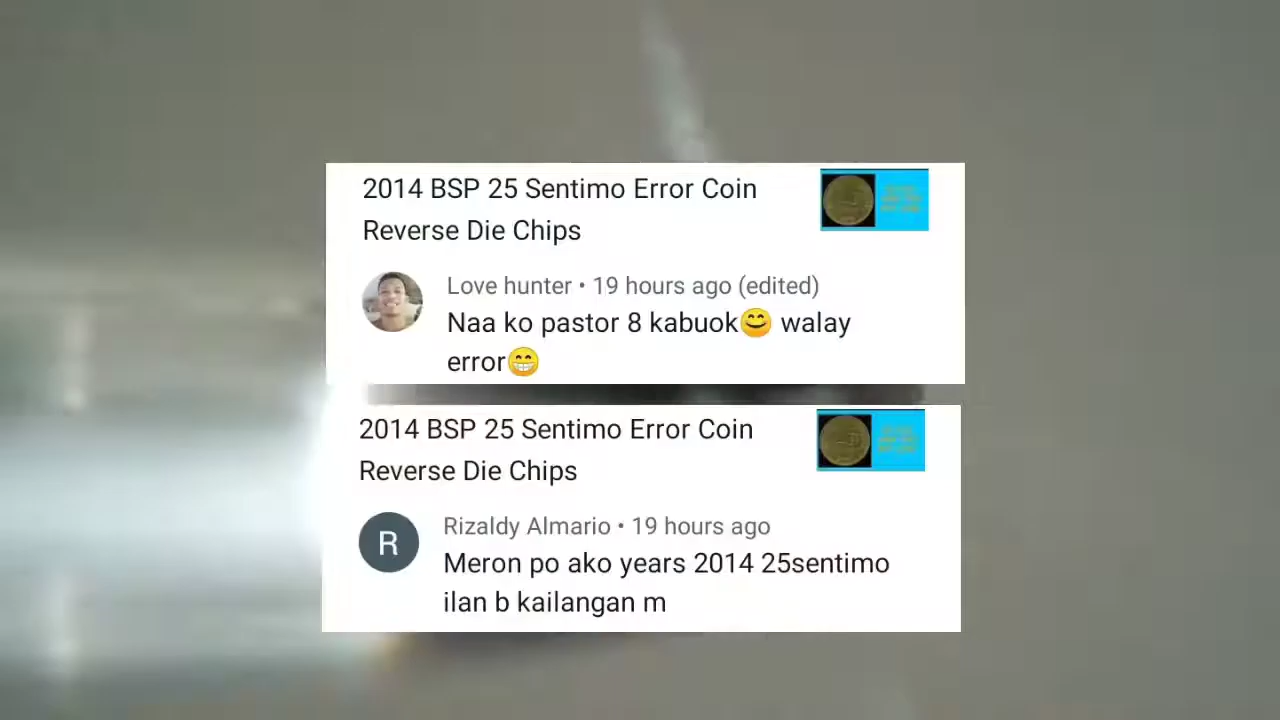 2014 BSP 25 Sentimo Error Coin
Reverse Die Chips
Love hunter • 19 hours ago (edited)
Naa ko pastor 8 kabuok😊 walay
error😁
2014 BSP 25 Sentimo Error Coin
Reverse Die Chips
R
Rizaldy Almario • 19 hours ago
Meron po ako years 2014 25sentimo
ilan b kailangan m